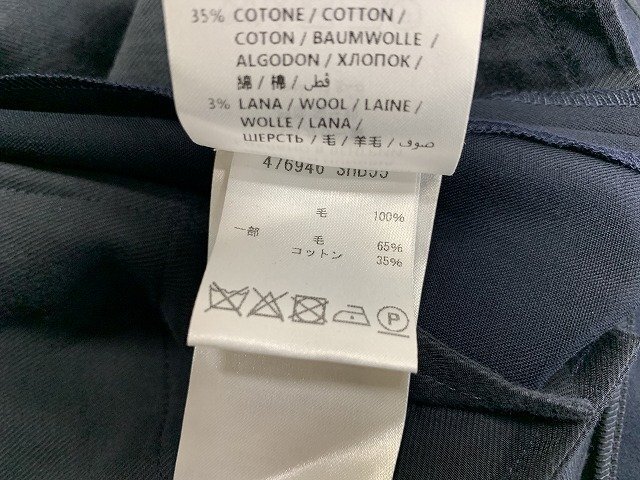 35% COTONE / COTTON /
COTON / BAUMWOLLE /
ALGODON / ХЛОПОК /
綿 / 棉 / قطن
3% LANA / WOOL / LAINE /
WOLLE / LANA /
ШЕРСТЬ / 毛 / 羊毛 / صوف
476946
毛 100%
一部 毛 65%
コットン 35%
P